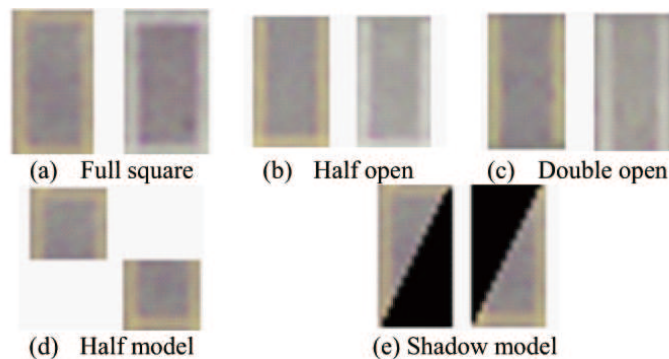 (a) Full square
(b) Half open
(c) Double open
(d) Half model
(e) Shadow model